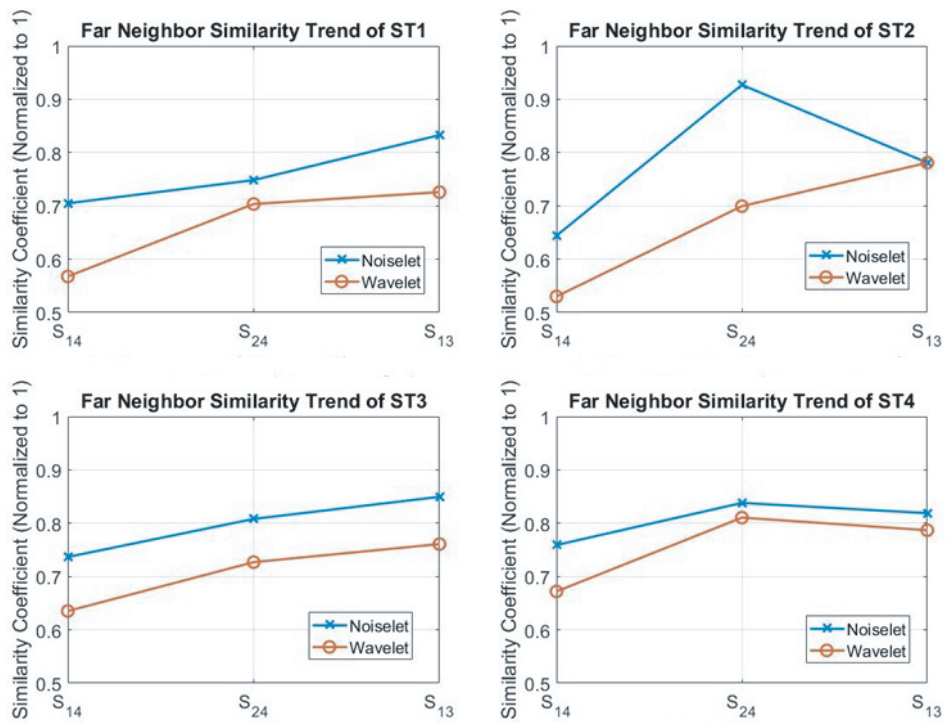 Far Neighbor Similarity Trend of ST1
Similarity Coefficient (Normalized to 1)
1
0.9
0.8
0.7
0.6
0.5
S14
S24
S13
Noiselet
Wavelet
Far Neighbor Similarity Trend of ST2
Similarity Coefficient (Normalized to 1)
1
0.9
0.8
0.7
0.6
0.5
S14
S24
S13
Noiselet
Wavelet
Far Neighbor Similarity Trend of ST3
Similarity Coefficient (Normalized to 1)
1
0.9
0.8
0.7
0.6
0.5
S14
S24
S13
Noiselet
Wavelet
Far Neighbor Similarity Trend of ST4
Similarity Coefficient (Normalized to 1)
1
0.9
0.8
0.7
0.6
0.5
S14
S24
S13
Noiselet
Wavelet